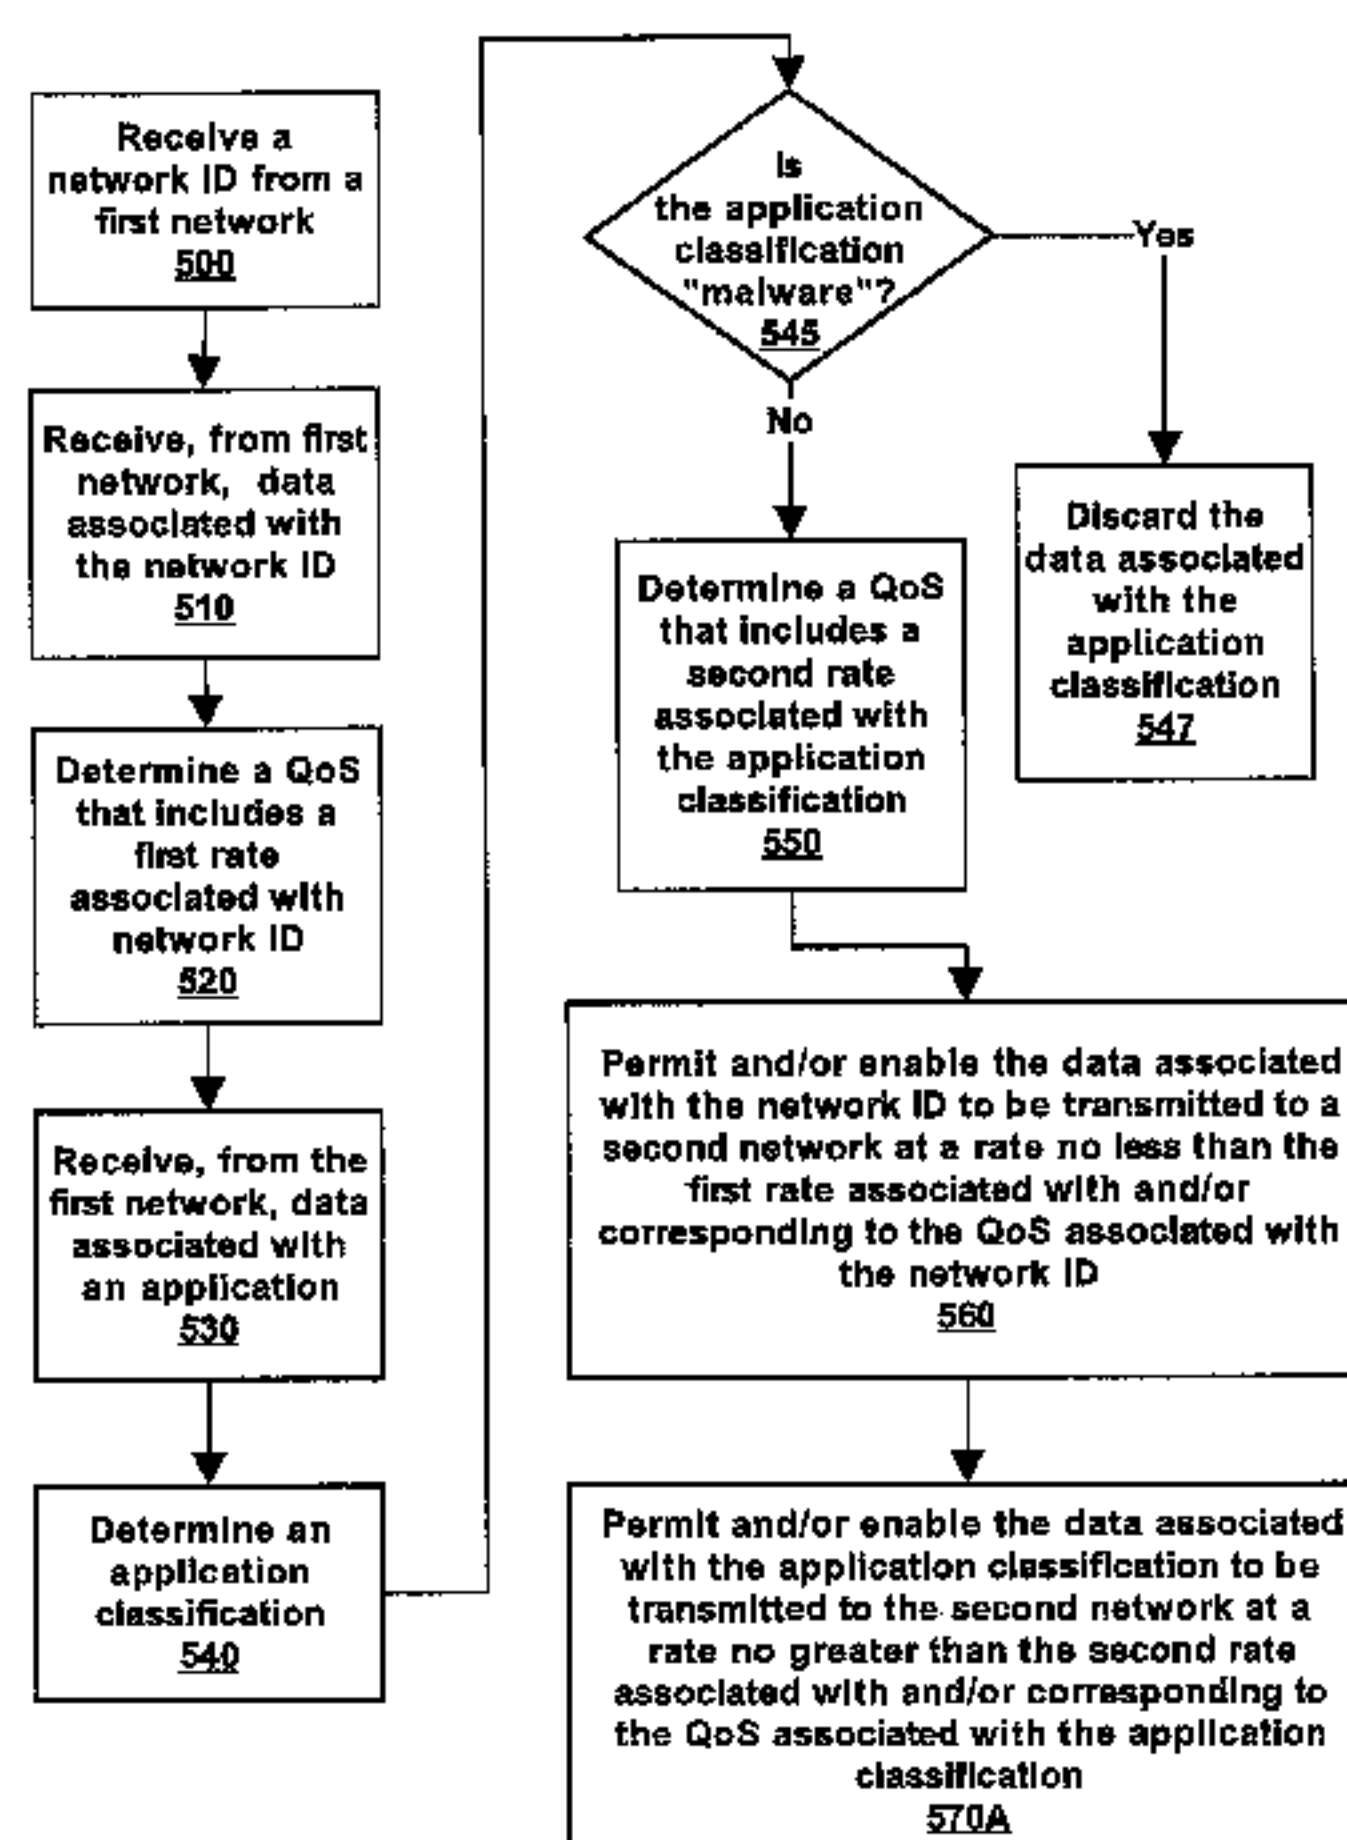 Receive a
network ID from a
first network
500
Receive, from first
network, data
associated with
the network ID
510
Determine a QoS
that includes a
first rate
associated with
network ID
520
Receive, from the
first network, data
associated with
an application
530
Determine an
application
classification
540
Is
the application
classification
"malware"?
545
Yes
No
Discard the
data associated
with the
application
classification
547
Determine a QoS
that includes a
second rate
associated with
the application
classification
550
Permit and/or enable the data associated
with the network ID to be transmitted to a
second network at a rate no less than the
first rate associated with and/or
corresponding to the QoS associated with
the network ID
560
Permit and/or enable the data associated
with the application classification to be
transmitted to the second network at a
rate no greater than the second rate
associated with and/or corresponding to
the QoS associated with the application
classification
570A